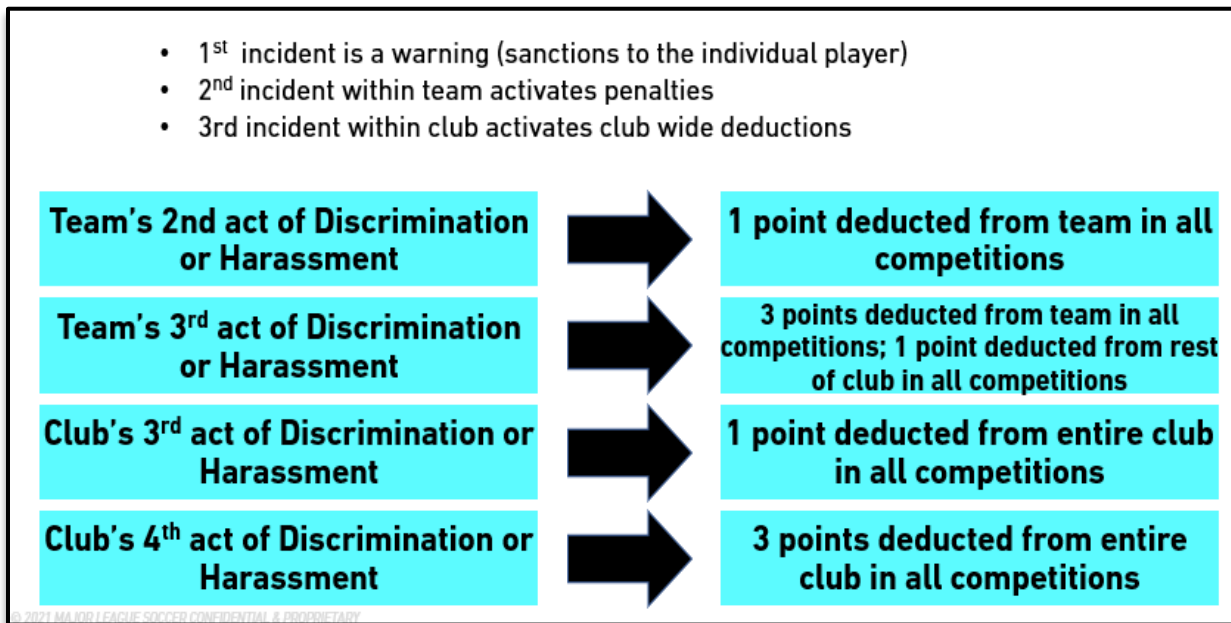 • 1st incident is a warning (sanctions to the individual player)
• 2nd incident within team activates penalties
• 3rd incident within club activates club wide deductions
Team's 2nd act of Discrimination
or Harassment
1 point deducted from team in all
competitions
Team's 3rd act of Discrimination
or Harassment
3 points deducted from team in all
competitions; 1 point deducted from rest
of club in all competitions
Club's 3rd act of Discrimination or
Harassment
1 point deducted from entire club
in all competitions
Club's 4th act of Discrimination or
Harassment
3 points deducted from entire
club in all competitions
© 2021 MAJOR LEAGUE SOCCER CONFIDENTIAL & PROPRIETARY